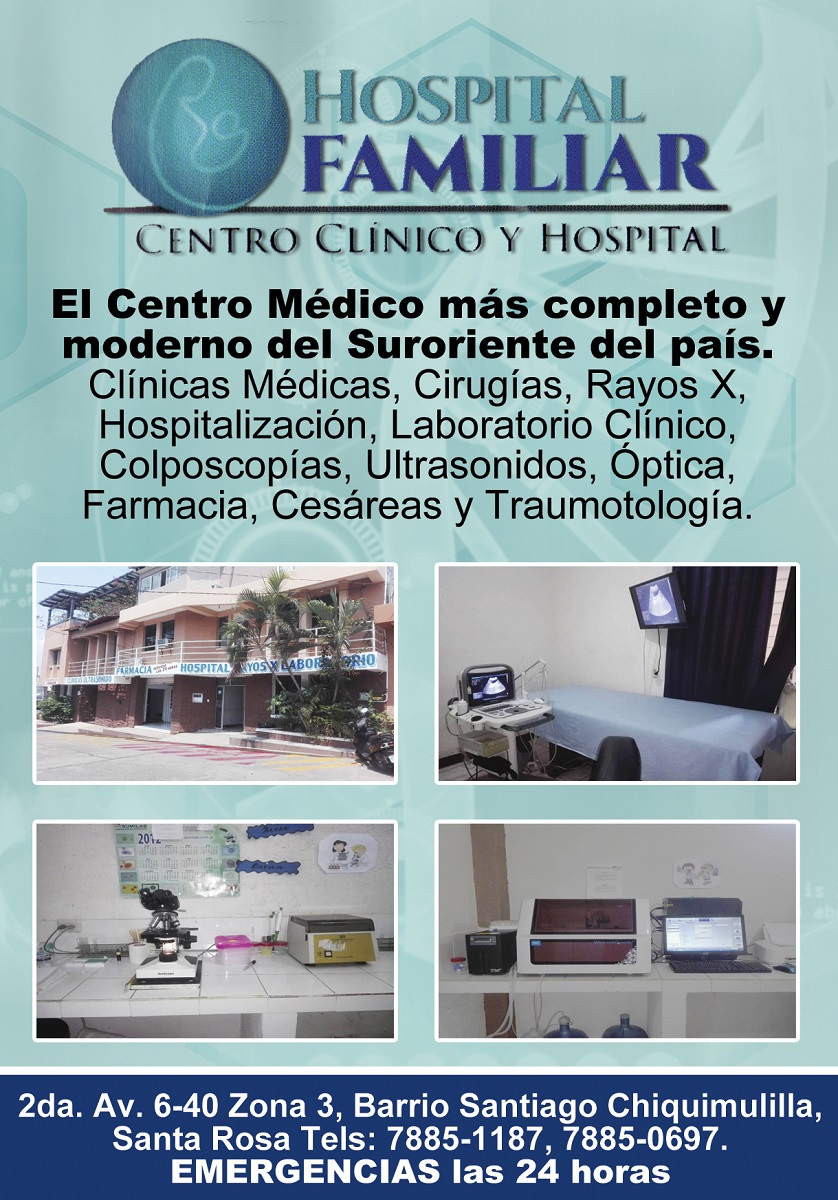 HOSPITAL
FAMILIAR
CENTRO CLÍNICO Y HOSPITAL
El Centro Médico más completo y
moderno del Suroriente del país.
Clínicas Médicas, Cirugías, Rayos X,
Hospitalización, Laboratorio Clínico,
Colposcopías, Ultrasonidos, Óptica,
Farmacia, Cesáreas y Traumotología.
CLINICAS ULTRASONIDO
FARMACIA
HOSPITAL
RAYOS X LABORATORIO
2012
2da. Av. 6-40 Zona 3, Barrio Santiago Chiquimulilla,
Santa Rosa Tels: 7885-1187, 7885-0697.
EMERGENCIAS las 24 horas